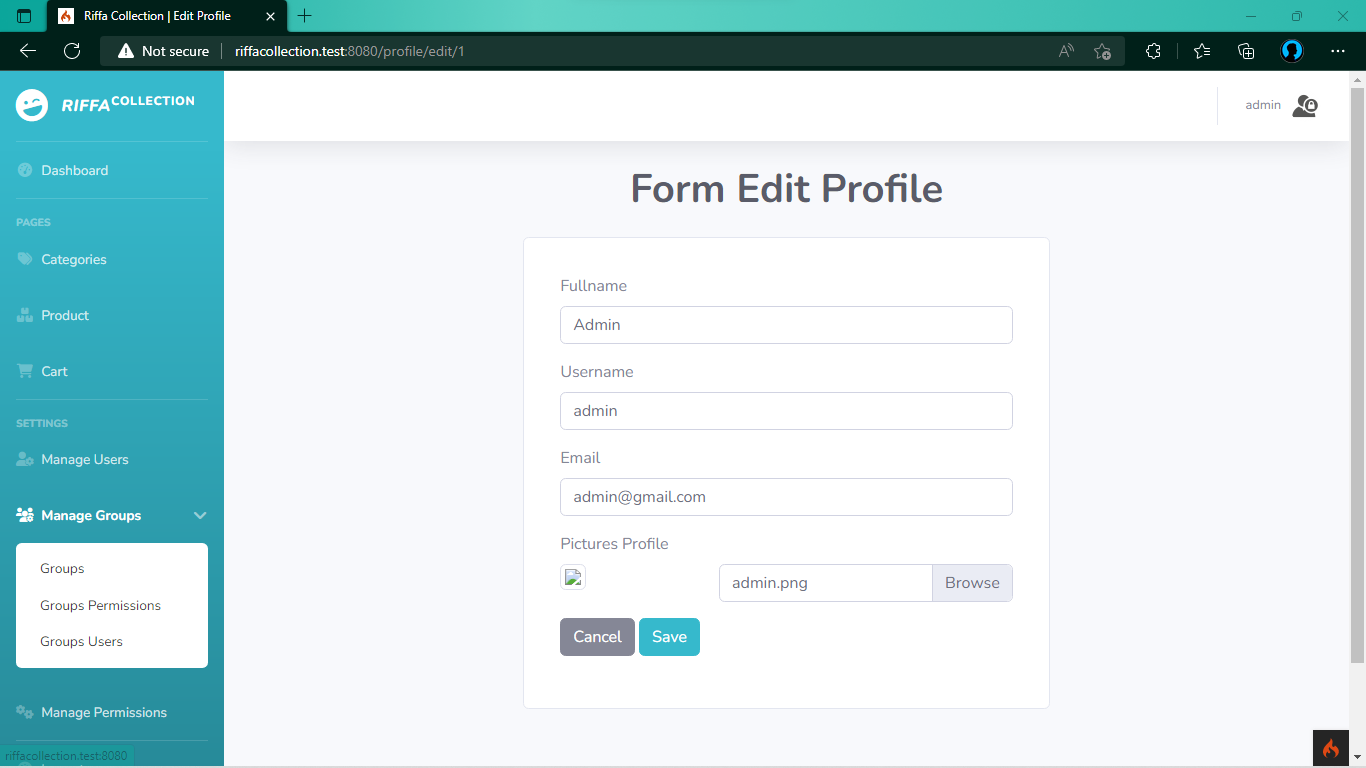 Riffa Collection | Edit Profile
Not secure
riffacollection.test:8080/profile/edit/1
RIFFA COLLECTION
admin
Dashboard
PAGES
Categories
Product
Cart
SETTINGS
Manage Users
Manage Groups
Groups
Groups Permissions
Groups Users
Manage Permissions
riffacollection.test:8080
Form Edit Profile
Fullname
Admin
Username
admin
Email
admin@gmail.com
Pictures Profile
admin.png
Browse
Cancel
Save